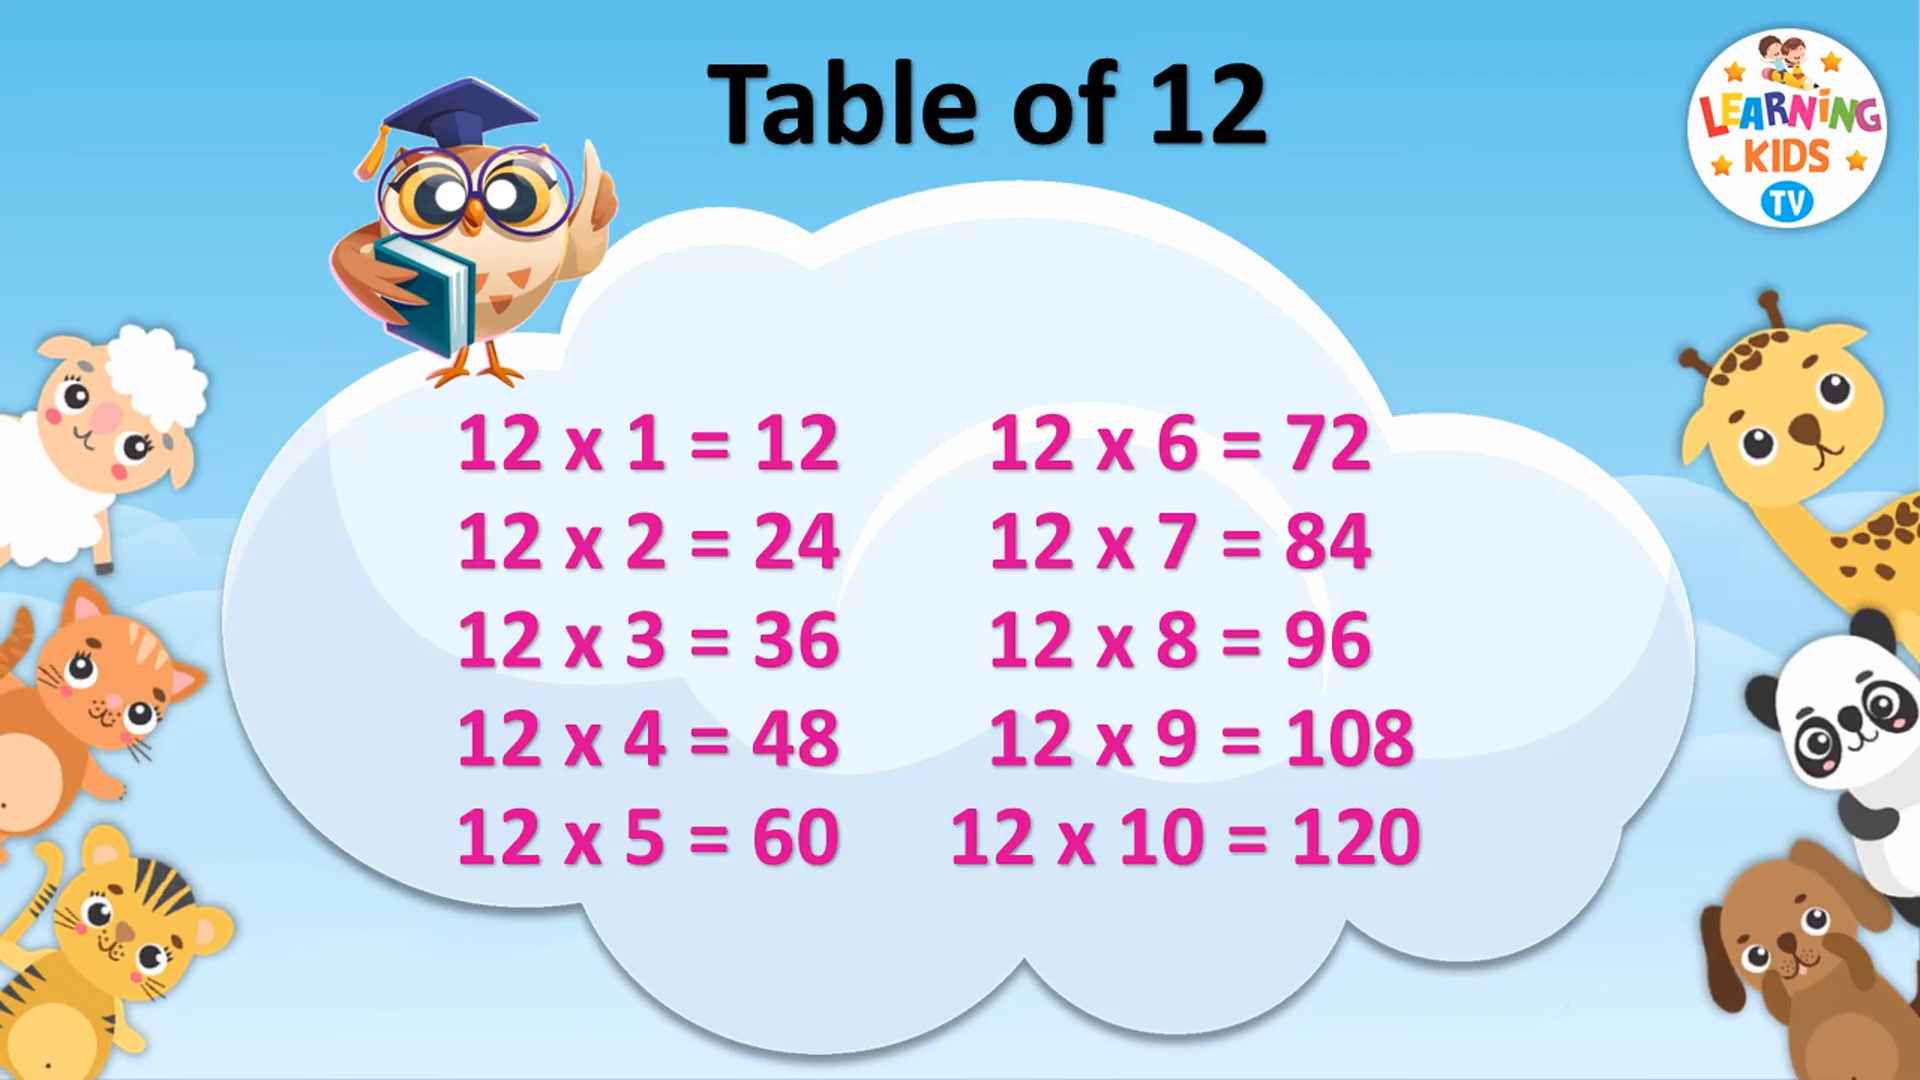 Table of 12
LEARNING
KIDS
TV
12 x 1 = 12
12 x 2 = 24
12 x 3 = 36
12 x 4 = 48
12 x 5 = 60
12 x 6 = 72
12 x 7 = 84
12 x 8 = 96
12 x 9 = 108
12 x 10 = 120